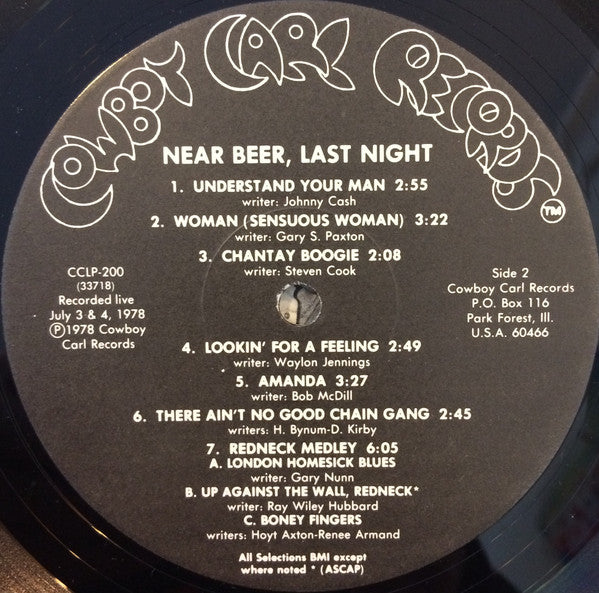 COWBOY CARL RECORDS TM
NEAR BEER, LAST NIGHT
1. UNDERSTAND YOUR MAN 2:55
writer: Johnny Cash
2. WOMAN (SENSUOUS WOMAN) 3:22
writer: Gary S. Paxton
3. CHANTAY BOOGIE 2:08
writer: Steven Cook
CCLP-200
(33718)
Recorded live
July 3 & 4, 1978
Ⓟ1978 Cowboy
Carl Records
Side 2
Cowboy Carl Records
P.O. Box 116
Park Forest, Ill.
U.S.A. 60466
4. LOOKIN' FOR A FEELING 2:49
writer: Waylon Jennings
5. AMANDA 3:27
writer: Bob McDill
6. THERE AIN'T NO GOOD CHAIN GANG 2:45
writers: H. Bynum-D. Kirby
7. REDNECK MEDLEY 6:05
A. LONDON HOMESICK BLUES
writer: Gary Nunn
B. UP AGAINST THE WALL, REDNECK*
writer: Ray Wiley Hubbard
C. BONEY FINGERS
writers: Hoyt Axton-Renee Armand
All Selections BMI except
where noted * (ASCAP)